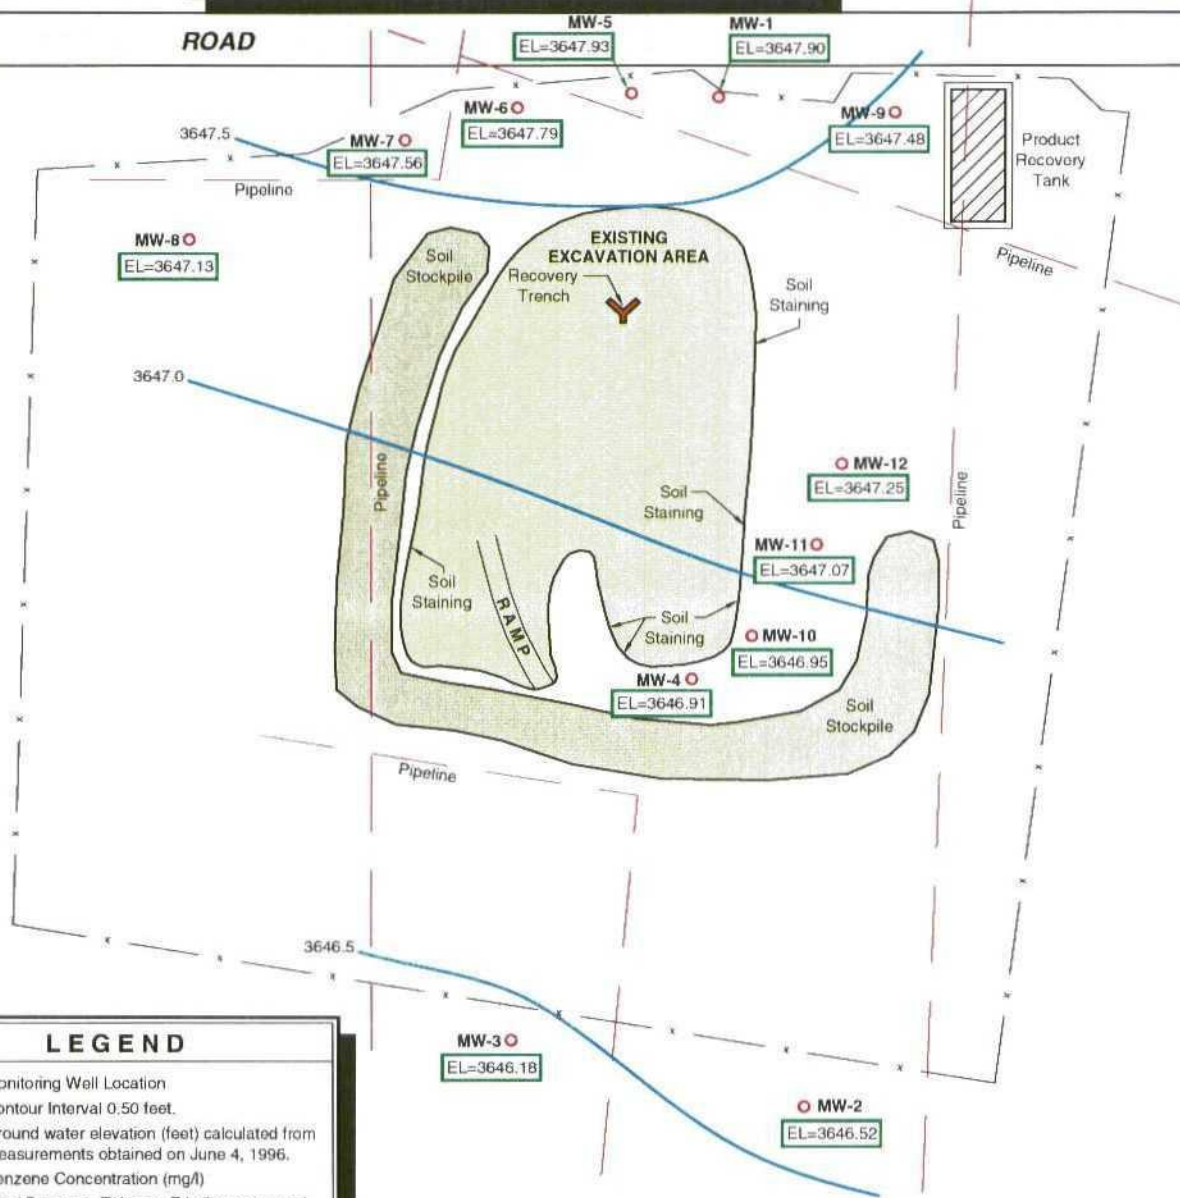 ROAD
MW-5
EL=3647.93
MW-1
EL=3647.90
MW-6
EL=3647.79
MW-9
EL=3647.48
3647.5
MW-7
EL=3647.56
Pipeline
Product
Recovery
Tank
MW-8
EL=3647.13
Soil
Stockpile
EXISTING
EXCAVATION AREA
Recovery
Trench
Soil
Staining
Pipeline
3647.0
Pipeline
Soil
Staining
MW-12
EL=3647.25
Pipeline
MW-11
EL=3647.07
Soil
Staining
RAMP
Soil
Staining
MW-10
EL=3646.95
MW-4
EL=3646.91
Soil
Stockpile
Pipeline
3646.5
MW-3
EL=3646.18
MW-2
EL=3646.52
LEGEND
onitoring Well Location
ontour Interval 0.50 feet.
round water elevation (feet) calculated from
easurements obtained on June 4, 1996.
enzene Concentration (mg/l)